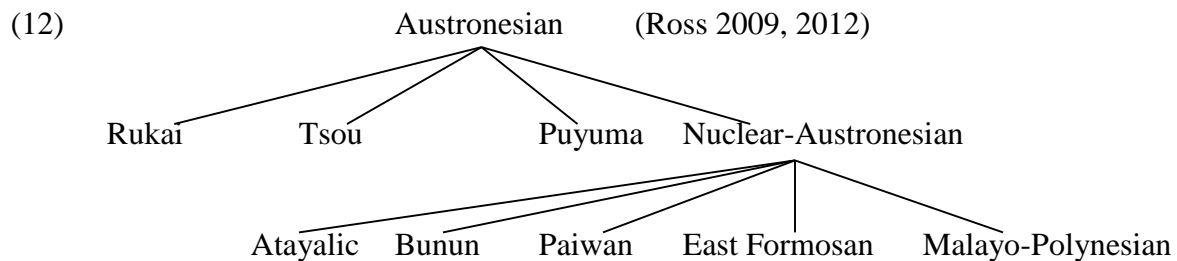 (12) Austronesian (Ross 2009, 2012)
Rukai Tsou Puyuma Nuclear-Austronesian
Atayalic Bunun Paiwan East Formosan Malayo-Polynesian